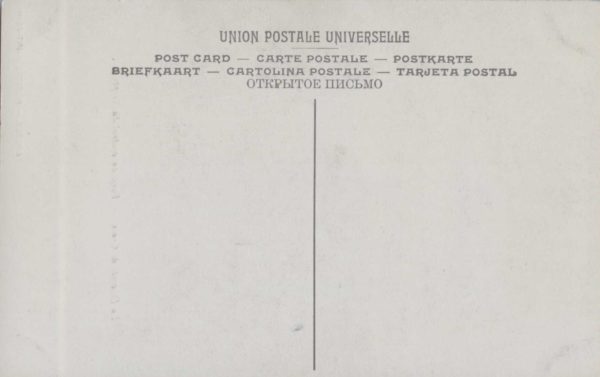 UNION POSTALE UNIVERSELLE
POST CARD — CARTE POSTALE — POSTKARTE
BRIEFKAART — CARTOLINA POSTALE — TARJETA POSTAL
ОТКРЫТОЕ ПИСЬМО